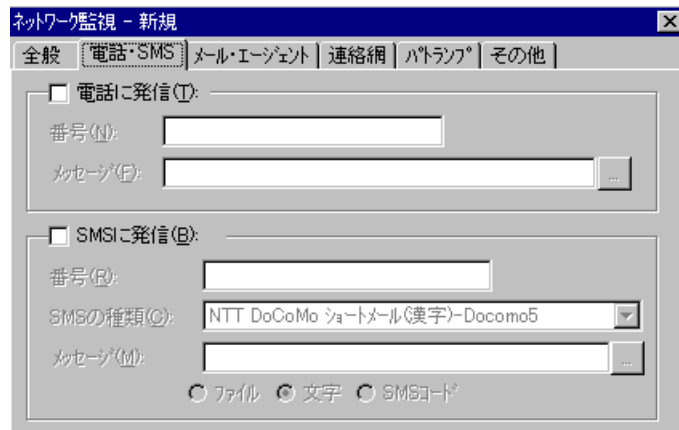 ﾈｯﾄﾜｰｸ監視 - 新規
全般 電話･SMS ﾒｰﾙ･ｴｰｼﾞｪﾝﾄ 連絡網 ﾊﾟﾄﾗﾝﾌﾟ その他
電話に発信(T):
番号(N):
ﾒｯｾｰｼﾞ(F):
...
SMSに発信(B):
番号(R):
SMSの種類(C): NTT DoCoMo ｼｮｰﾄﾒｰﾙ(漢字)-Docomo5
ﾒｯｾｰｼﾞ(M):
...
ﾌｧｲﾙ 文字 SMSｺｰﾄﾞ